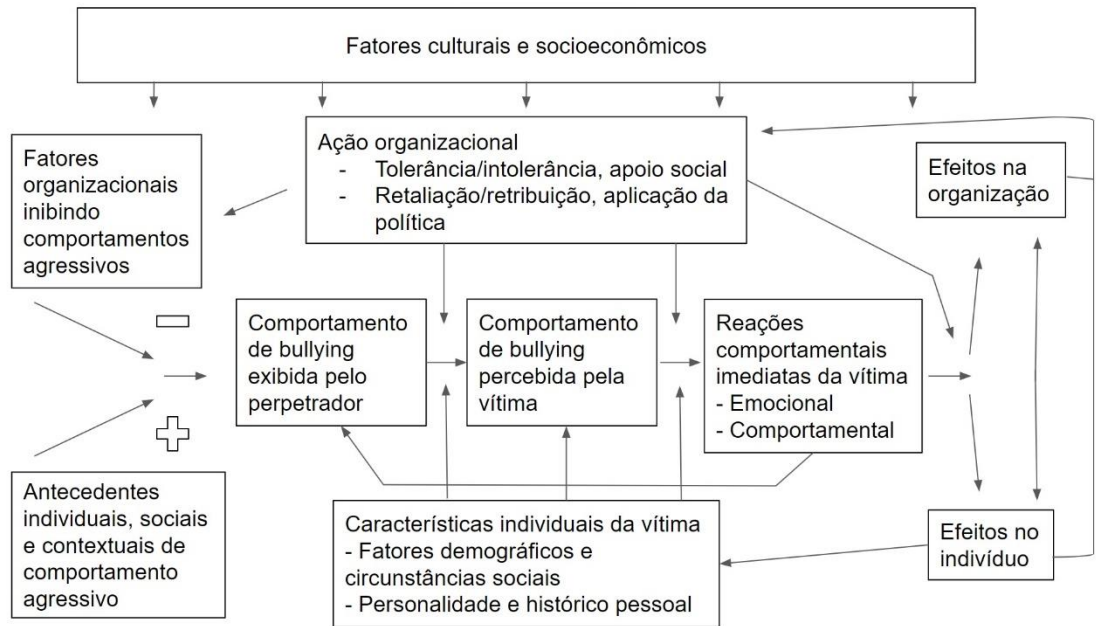 Fatores culturais e socioeconômicos
Fatores
organizacionais
inibindo
comportamentos
agressivos
Ação organizacional
- Tolerância/intolerância, apoio social
- Retaliação/retribuição, aplicação da
política
Efeitos na
organização
Comportamento
de bullying
exibida pelo
perpetrador
Comportamento
de bullying
percebida pela
vítima
Reações
comportamentais
imediatas da vítima
- Emocional
- Comportamental
Antecedentes
individuais, sociais
e contextuais de
comportamento
agressivo
Características individuais da vítima
- Fatores demográficos e
circunstâncias sociais
- Personalidade e histórico pessoal
Efeitos no
indivíduo